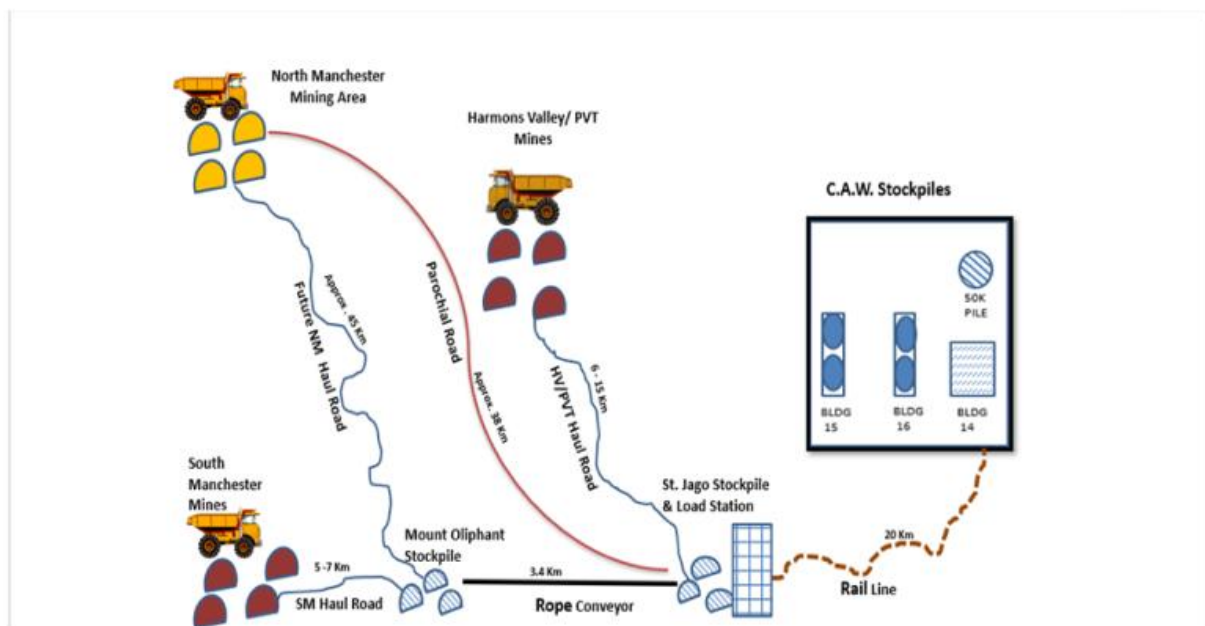 North Manchester
Mining Area
Harmons Valley/ PVT
Mines
C.A.W. Stockpiles
50K
PILE
BLDG
15
BLDG
16
BLDG
14
Parochial Road
Approx. 38 Km
Approx . 45 Km
Future NM Haul Road
6 - 15 Km
HV/PVT Haul Road
South
Manchester
Mines
5 -7 Km
SM Haul Road
Mount Oliphant
Stockpile
3.4 Km
Rope Conveyor
St. Jago Stockpile
& Load Station
20 Km
Rail Line